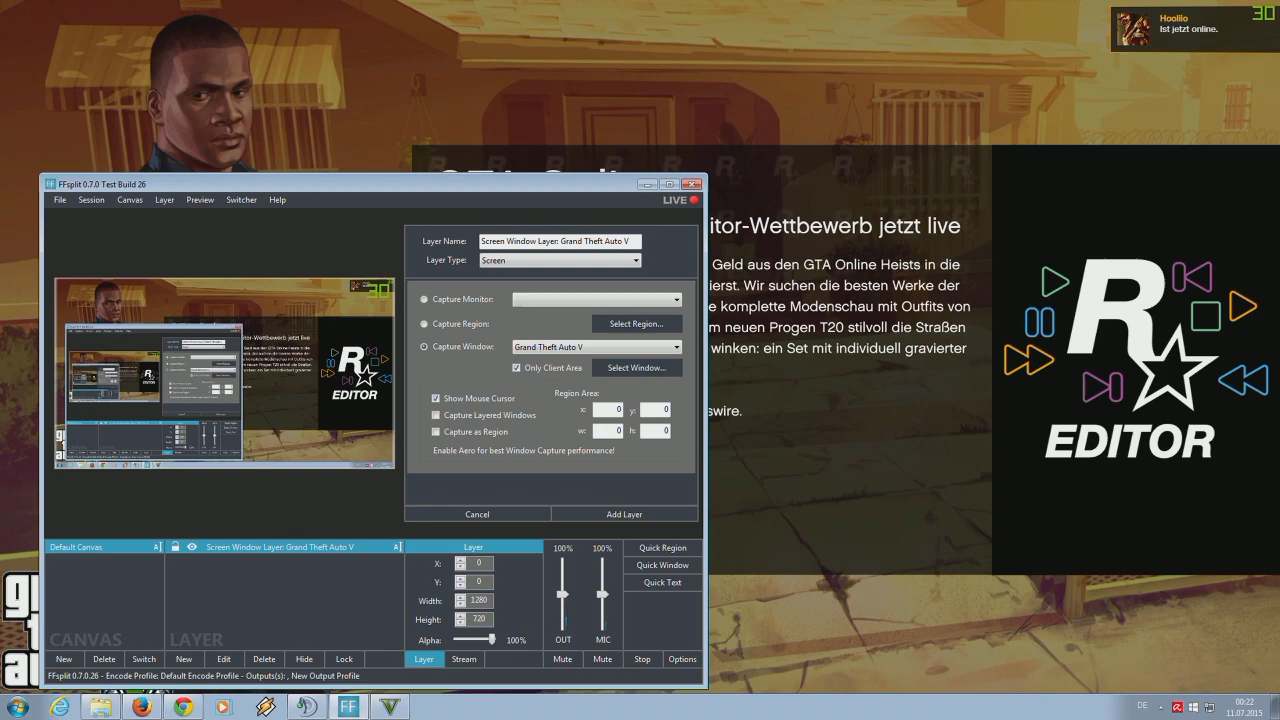 Hooliio
30
Ist jetzt online.
FFsplit 0.7.0 Test Build 26
File Session Canvas Layer Preview Switcher Help
LIVE
Layer Name: Screen Window Layer: Grand Theft Auto V
Layer Type: Screen
Capture Monitor:
Capture Region: Select Region...
Capture Window: Grand Theft Auto V
Only Client Area Select Window...
Show Mouse Cursor
Region Area:
Capture Layered Windows
x: 0 y: 0
Capture as Region
w: 0 h: 0
Enable Aero for best Window Capture performance!
Cancel Add Layer
30
R
EDITOR
itor-Wettbewerb jetzt live
Geld aus den GTA Online Heists in die
ierst. Wir suchen die besten Werke der
e komplette Modenschau mit Outfits von
m neuen Progen T20 stilvoll die Straßen
winken: ein Set mit individuell gravierter
swire.
R
EDITOR
Default Canvas A
Screen Window Layer: Grand Theft Auto V A
Layer
X: 0
Y: 0
Width: 1280
Height: 720
Alpha: 100%
100% 100%
OUT MIC
Quick Region
Quick Window
Quick Text
CANVAS LAYER
New Delete Switch New Edit Delete Hide Lock Layer Stream Mute Mute Stop Options
FFsplit 0.7.0.26 - Encode Profile: Default Encode Profile - Outputs(s): , New Output Profile
FF
DE
00:22
11.07.2015